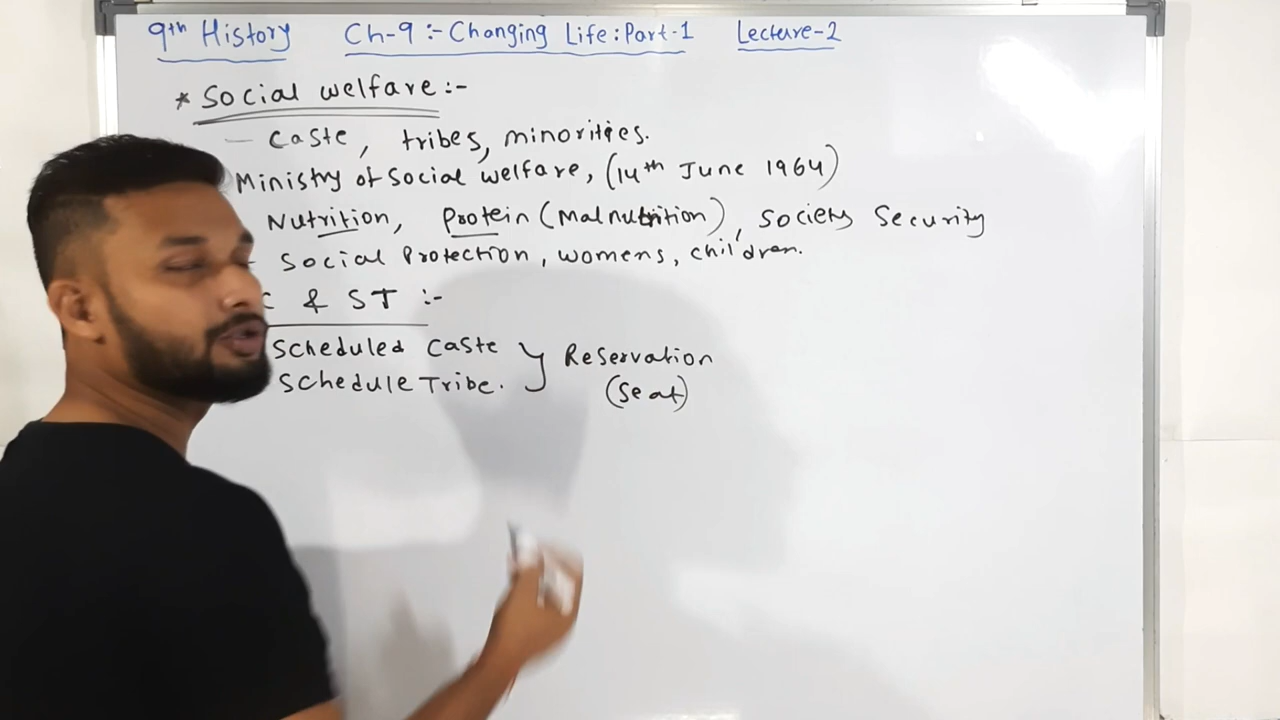 9th History Ch-9:- Changing Life: Part-1 Lecture-2
* Social welfare :-
– Caste, tribes, minorities.
Ministry of Social welfare, (14th June 1964)
Nutrition, Protein (Malnutrition), Society Security
Social Protection, womens, children.
C & ST :-
Scheduled Caste } Reservation
Schedule Tribe. (Seat)